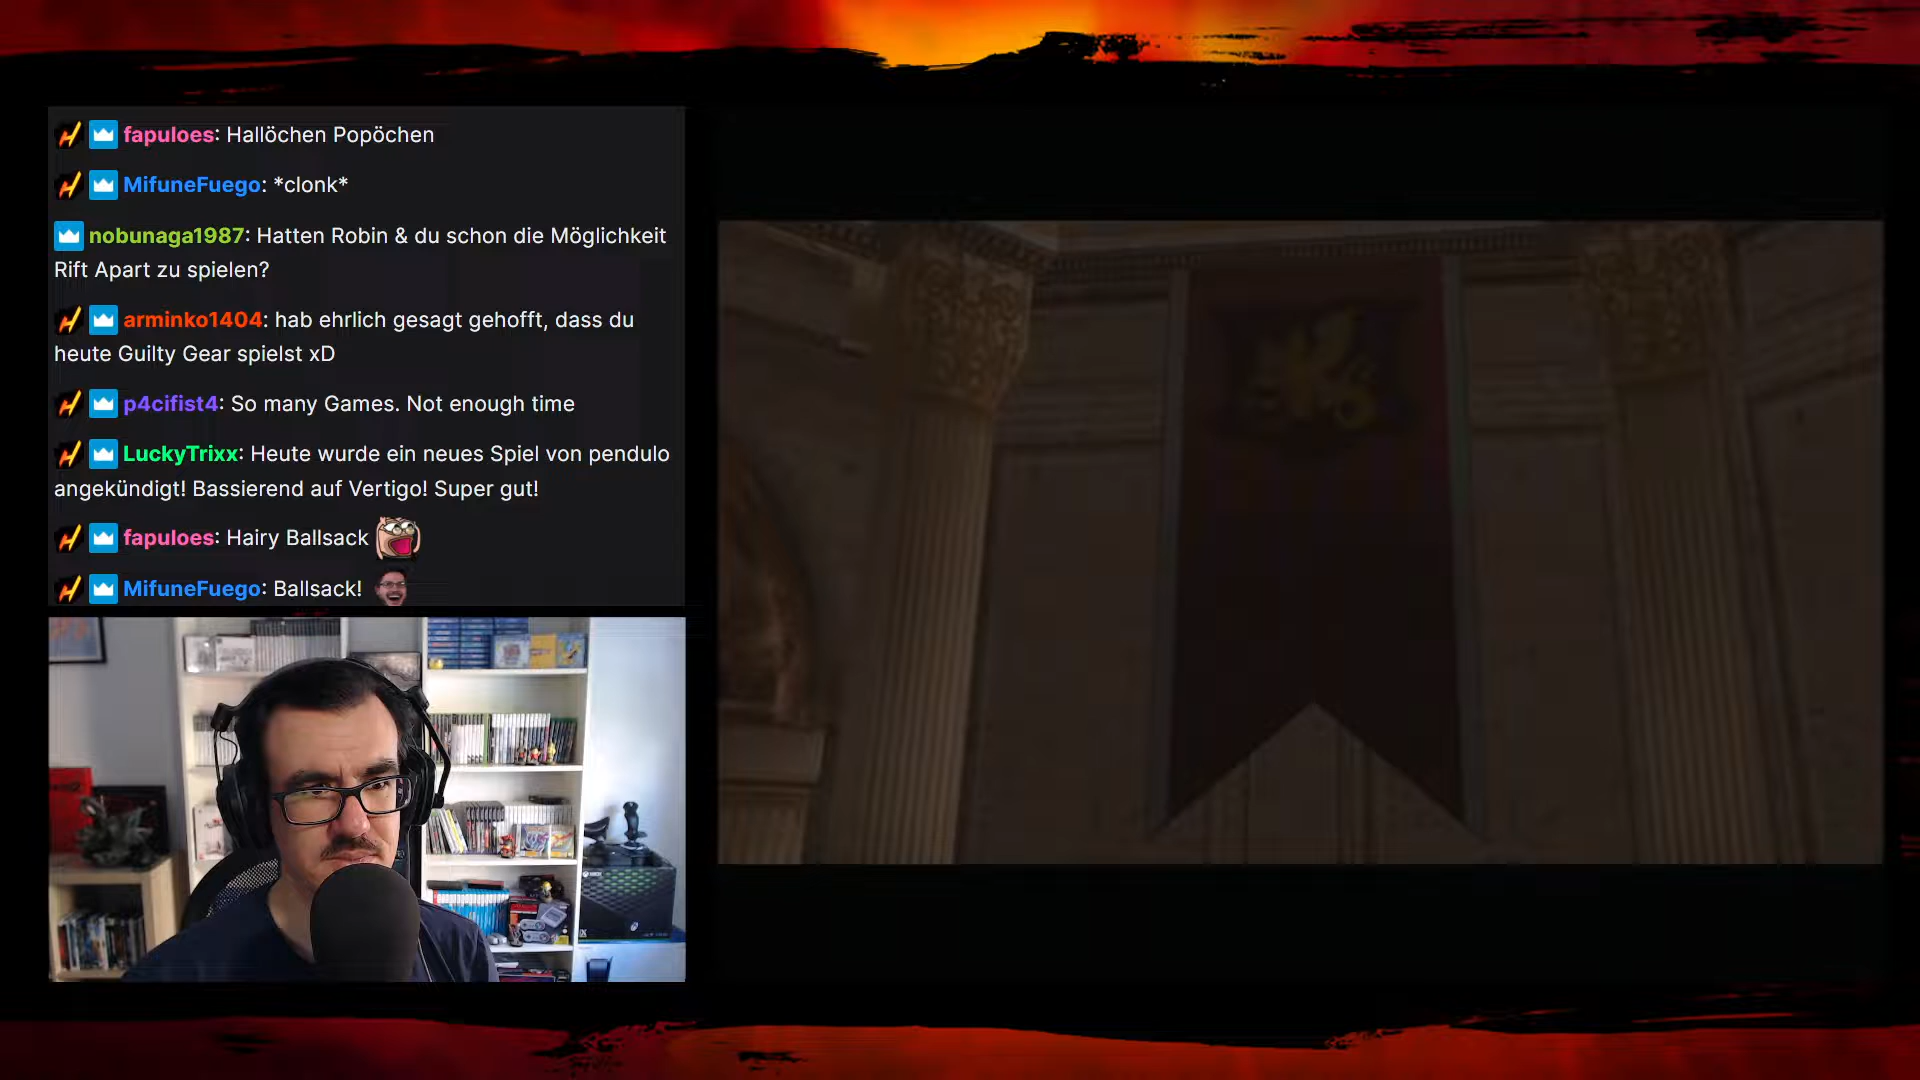 fapuloes: Hallöchen Popöchen
MifuneFuego: *clonk*
nobunaga1987: Hatten Robin & du schon die Möglichkeit
Rift Apart zu spielen?
arminko1404: hab ehrlich gesagt gehofft, dass du
heute Guilty Gear spielst xD
p4cifist4: So many Games. Not enough time
LuckyTrixx: Heute wurde ein neues Spiel von pendulo
angekündigt! Bassierend auf Vertigo! Super gut!
fapuloes: Hairy Ballsack
MifuneFuego: Ballsack!